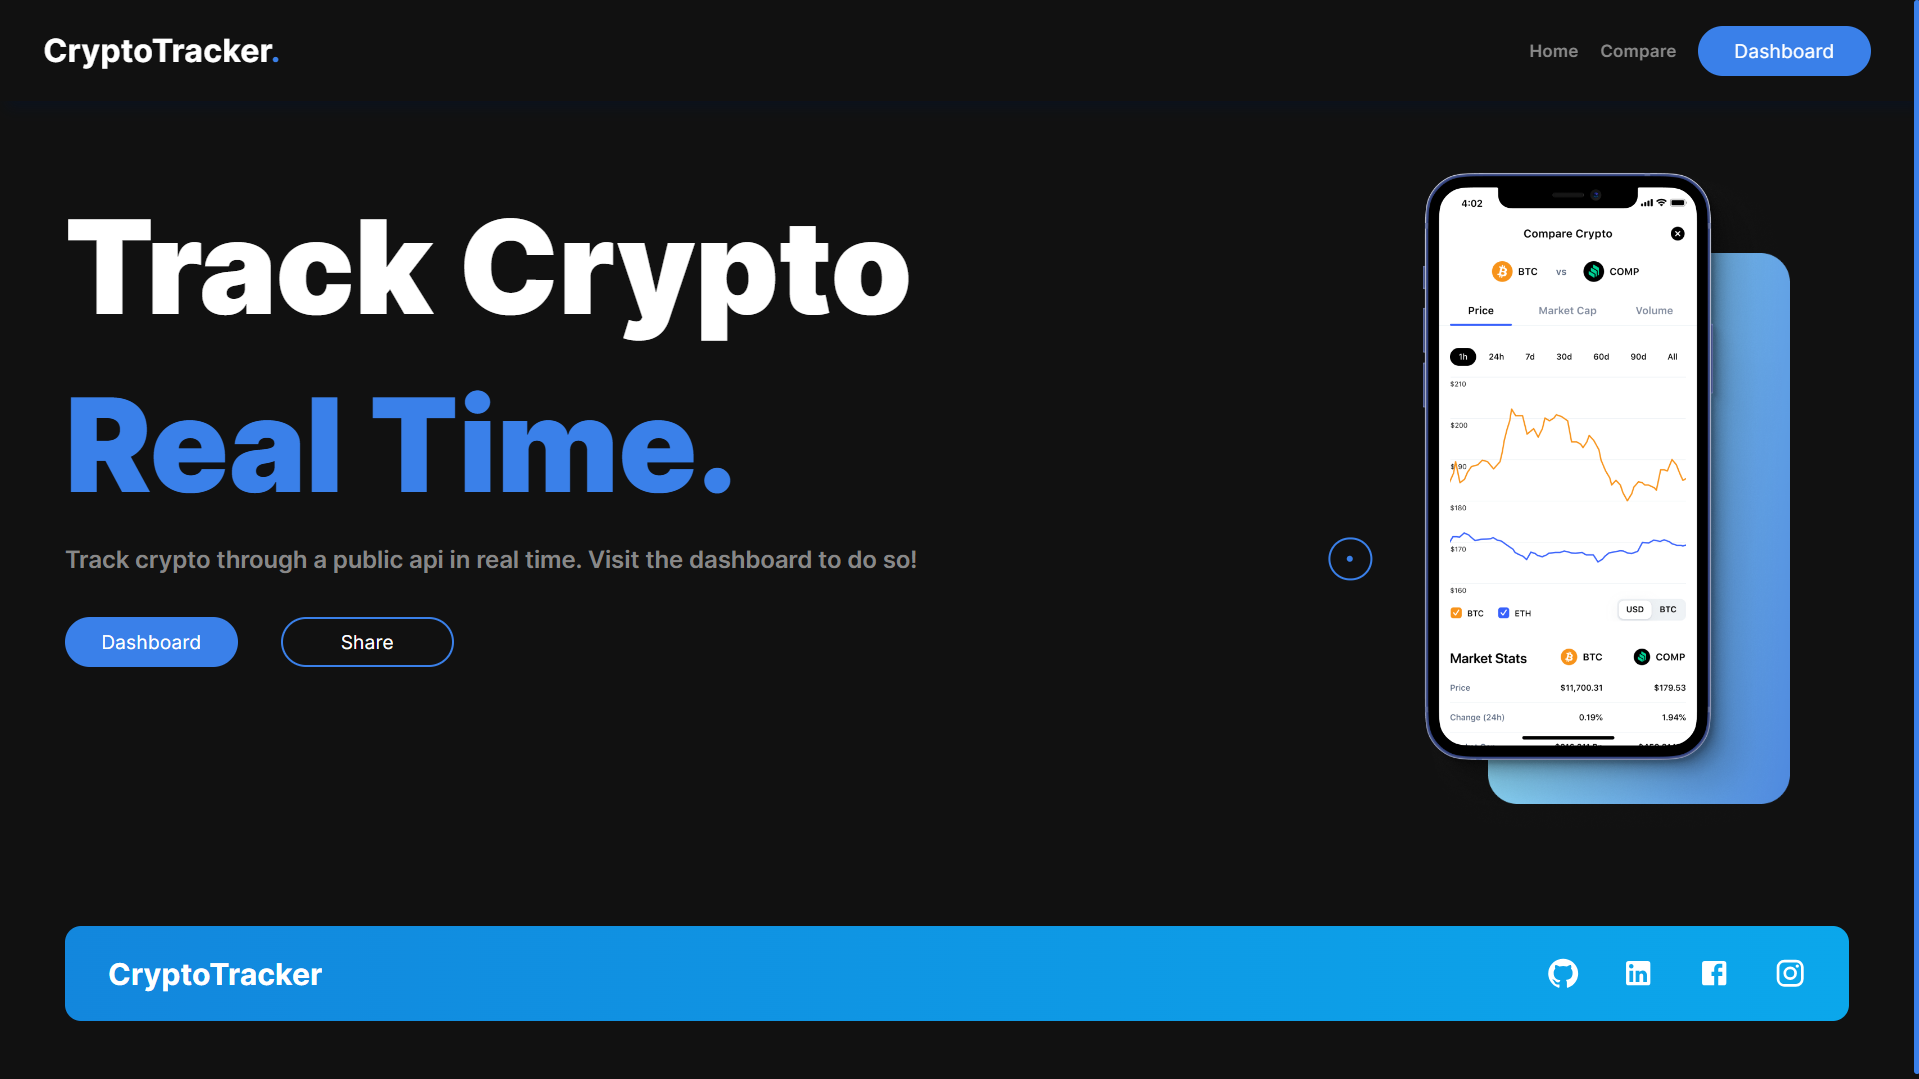 CryptoTracker.
Home Compare Dashboard
Track Crypto
Real Time.
Track crypto through a public api in real time. Visit the dashboard to do so!
Dashboard Share
4:02
Compare Crypto
BTC vs COMP
Price Market Cap Volume
1h 24h 7d 30d 60d 90d All
$210
$200
$190
$180
$170
$160
BTC ETH USD BTC
Market Stats BTC COMP
Price $11,700.31 $179.53
Change (24h) 0.19% 1.94%
CryptoTracker